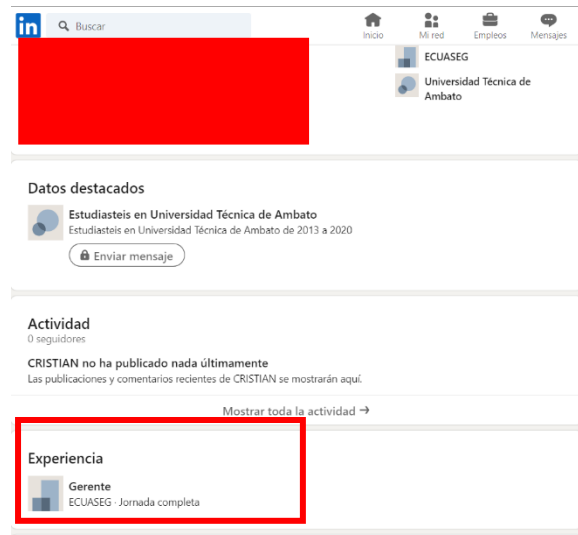 in
Buscar
Inicio
Mi red
Empleos
Mensajes
ECUASEG
Universidad Técnica de
Ambato
Datos destacados
Estudiasteis en Universidad Técnica de Ambato
Estudiasteis en Universidad Técnica de Ambato de 2013 a 2020
Enviar mensaje
Actividad
0 seguidores
CRISTIAN no ha publicado nada últimamente
Las publicaciones y comentarios recientes de CRISTIAN se mostrarán aquí.
Mostrar toda la actividad →
Experiencia
Gerente
ECUASEG · Jornada completa